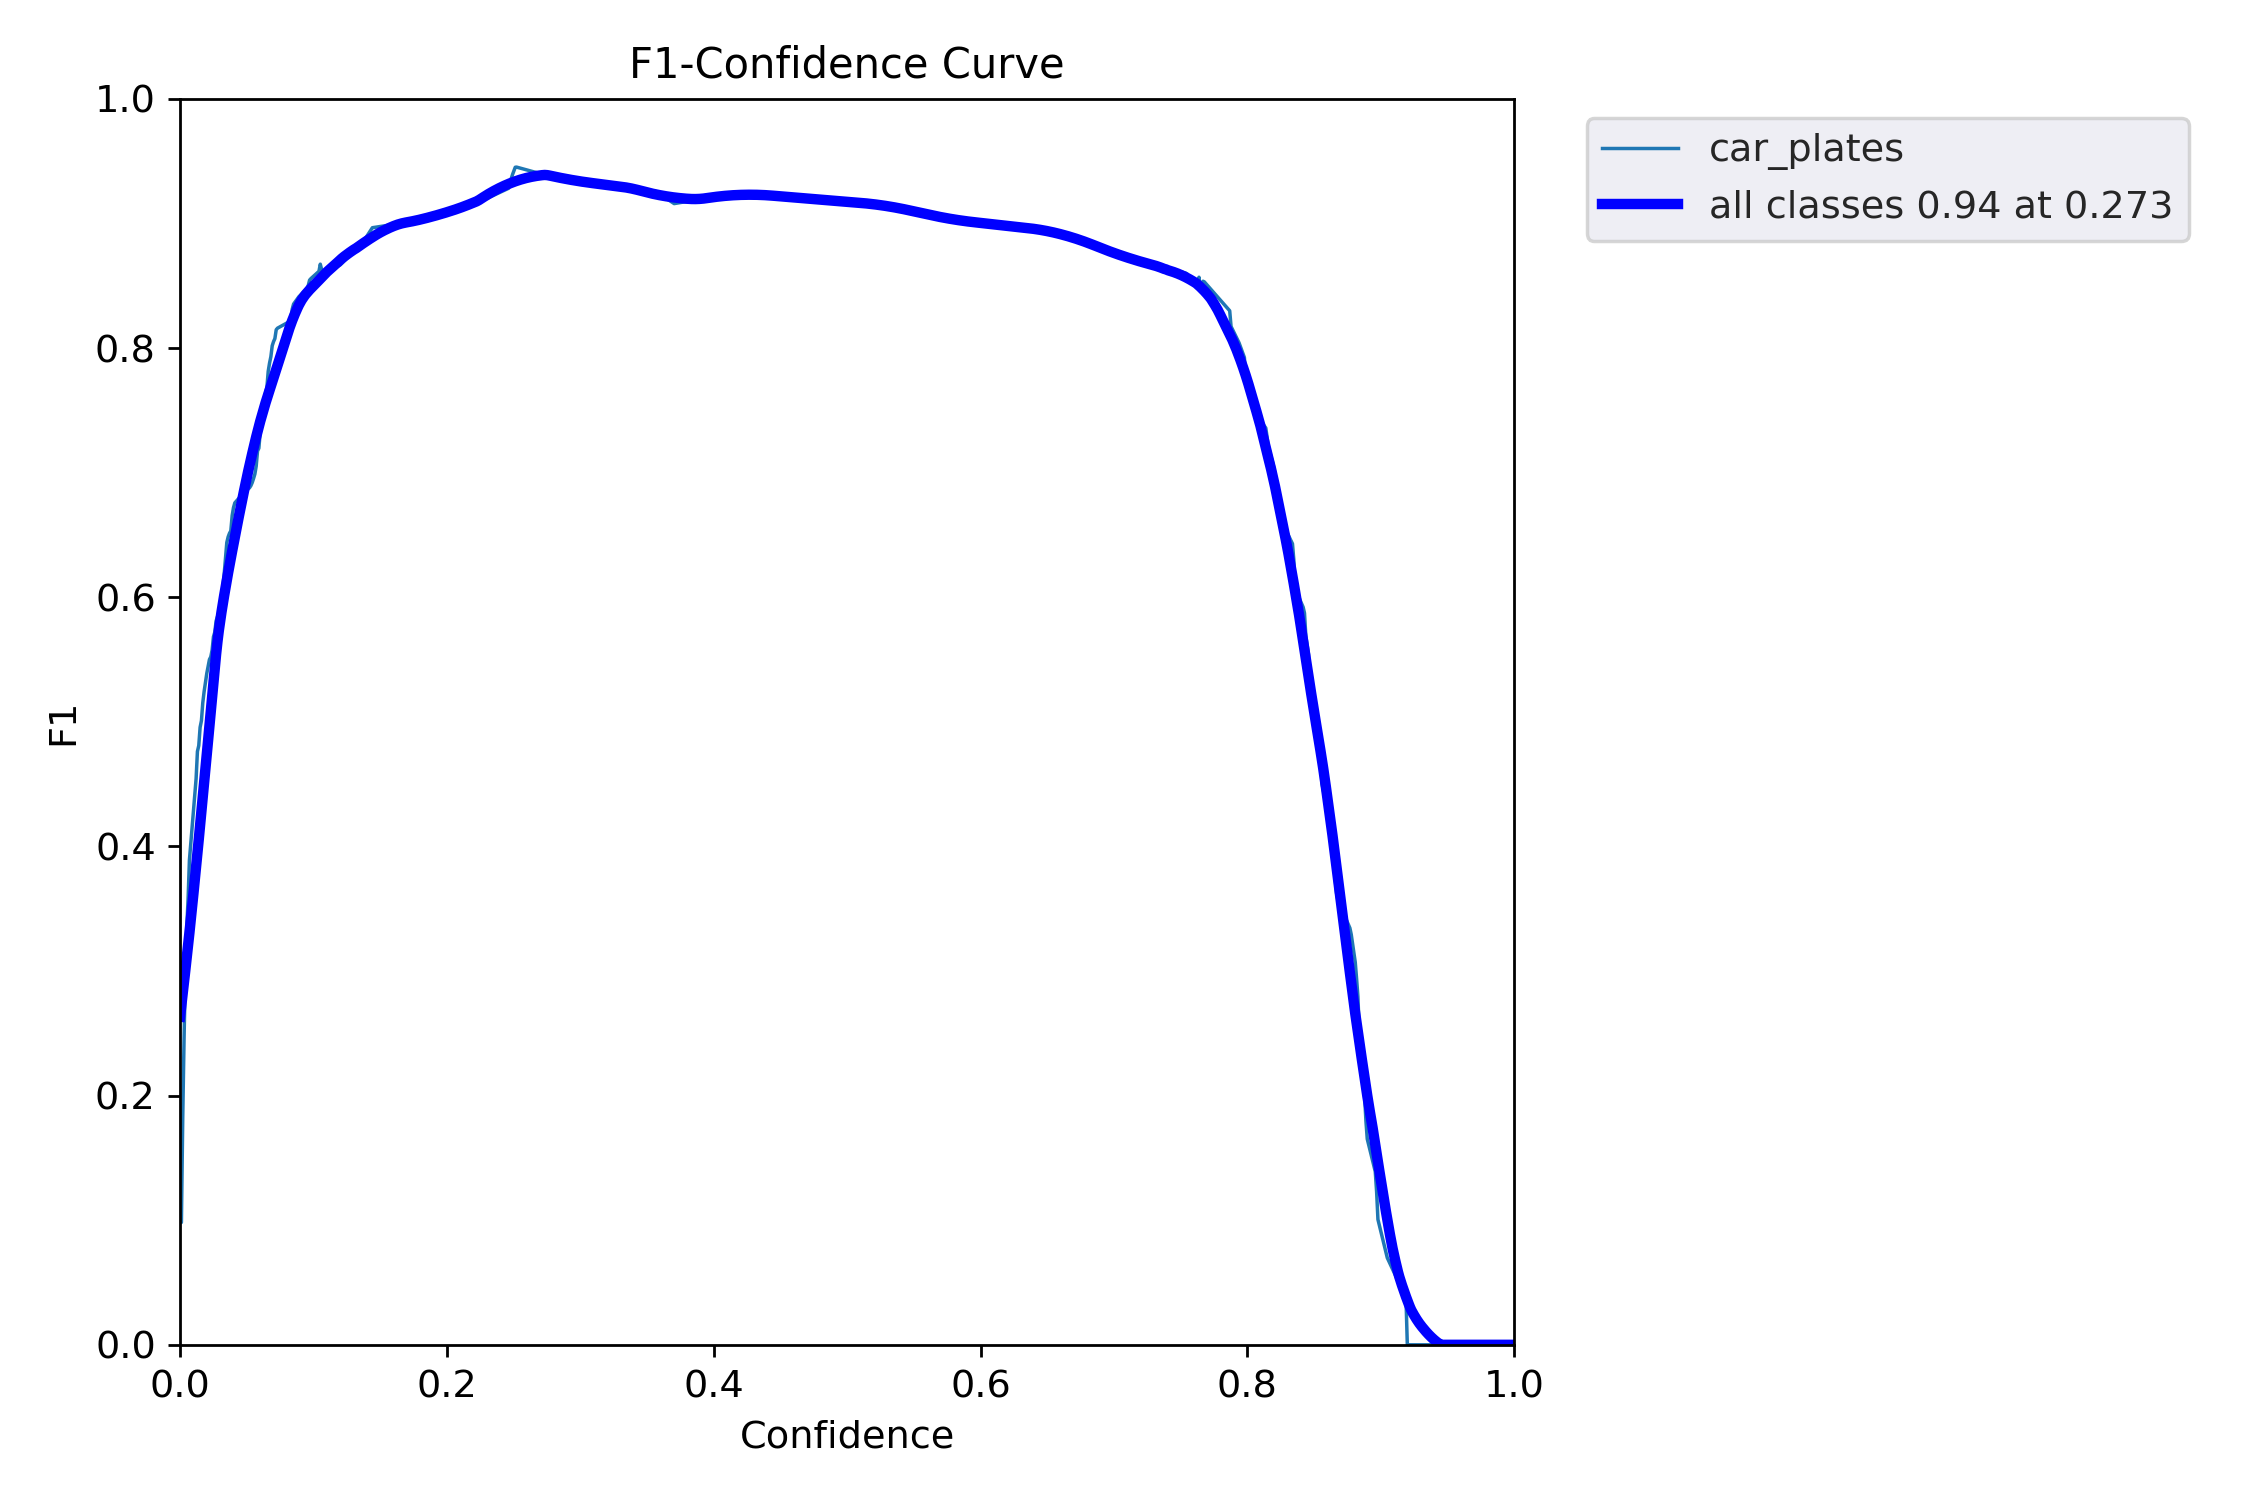 F1-Confidence Curve
1.0
0.8
0.6
0.4
0.2
0.0
F1
0.0 0.2 0.4 0.6 0.8 1.0
Confidence
car_plates
all classes 0.94 at 0.273